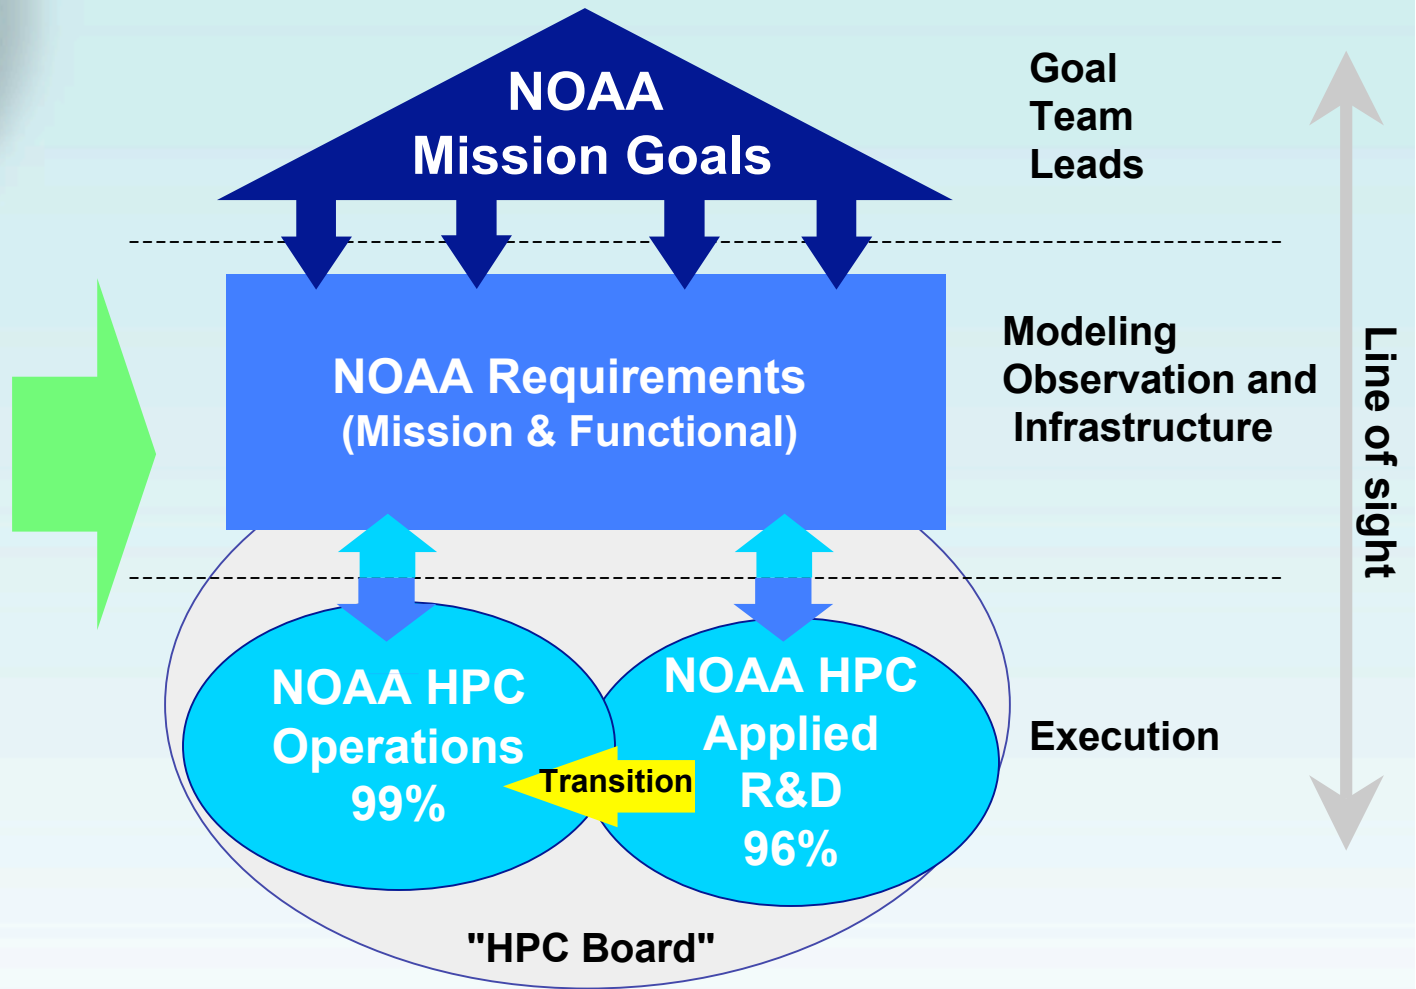 NOAA
Mission Goals
Goal
Team
Leads
NOAA Requirements
(Mission & Functional)
Modeling
Observation and
Infrastructure
Line of sight
NOAA HPC
Operations
99%
Transition
NOAA HPC
Applied
R&D
96%
Execution
"HPC Board"